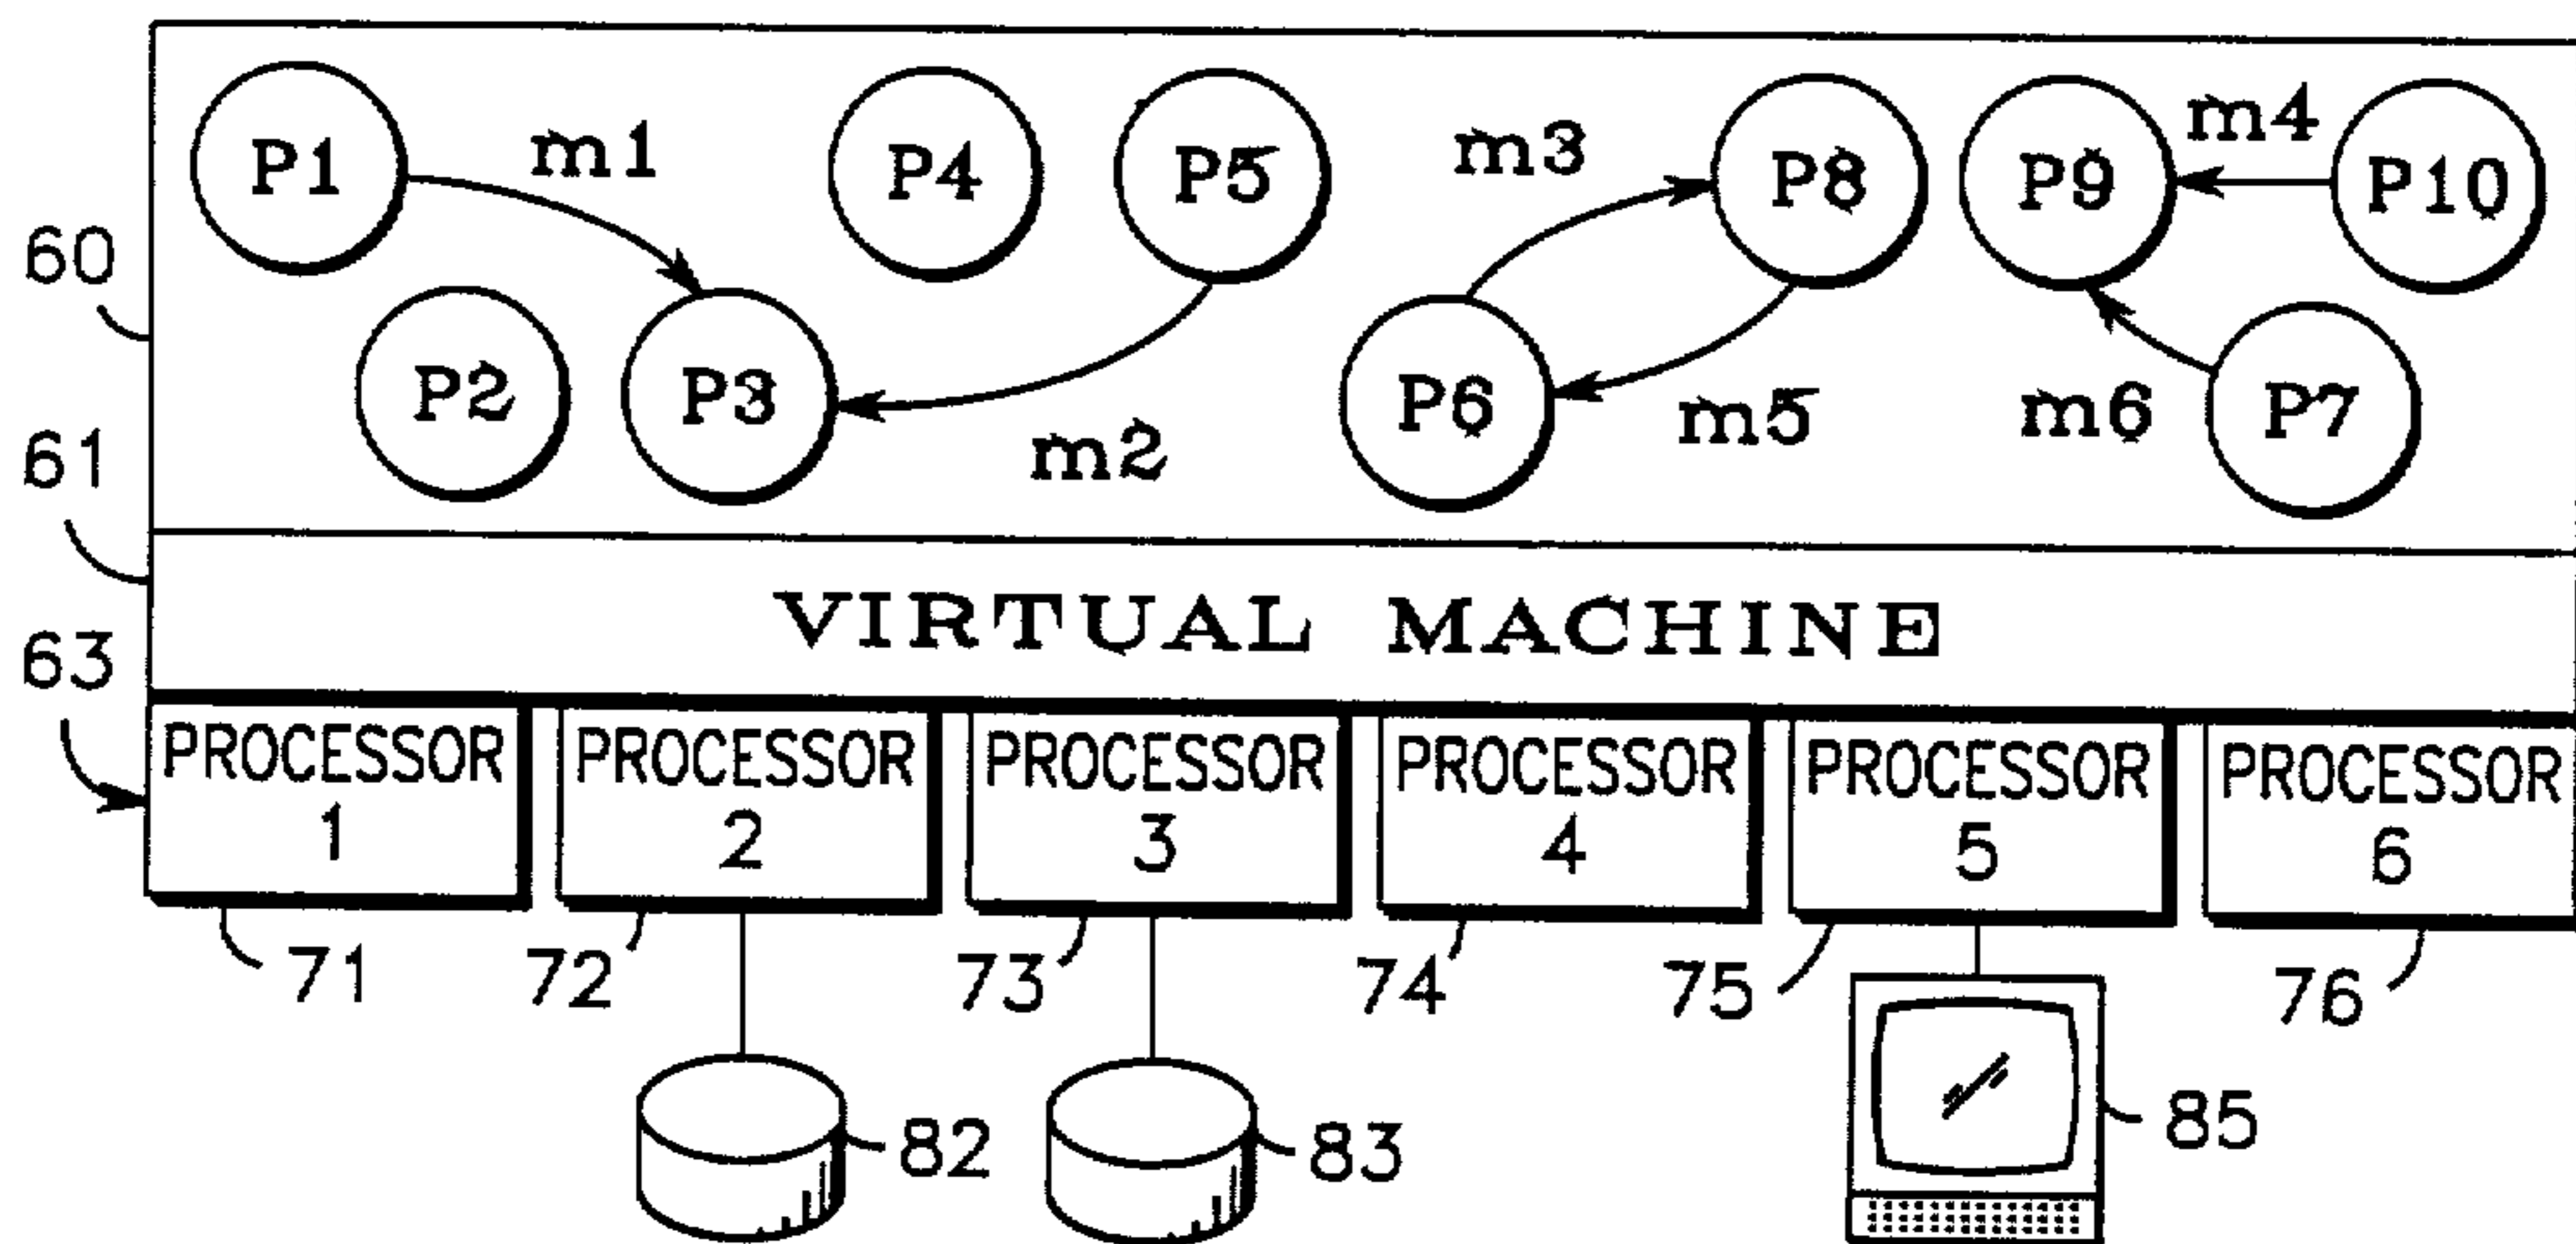 P1 m1 P4 P5 m3 P8 P9 m4 P10
60
P2 P3 m2 P6 m5 m6 P7
61
VIRTUAL MACHINE
63
PROCESSOR 1
PROCESSOR 2
PROCESSOR 3
PROCESSOR 4
PROCESSOR 5
PROCESSOR 6
71 72 73 74 75 76
82 83 85